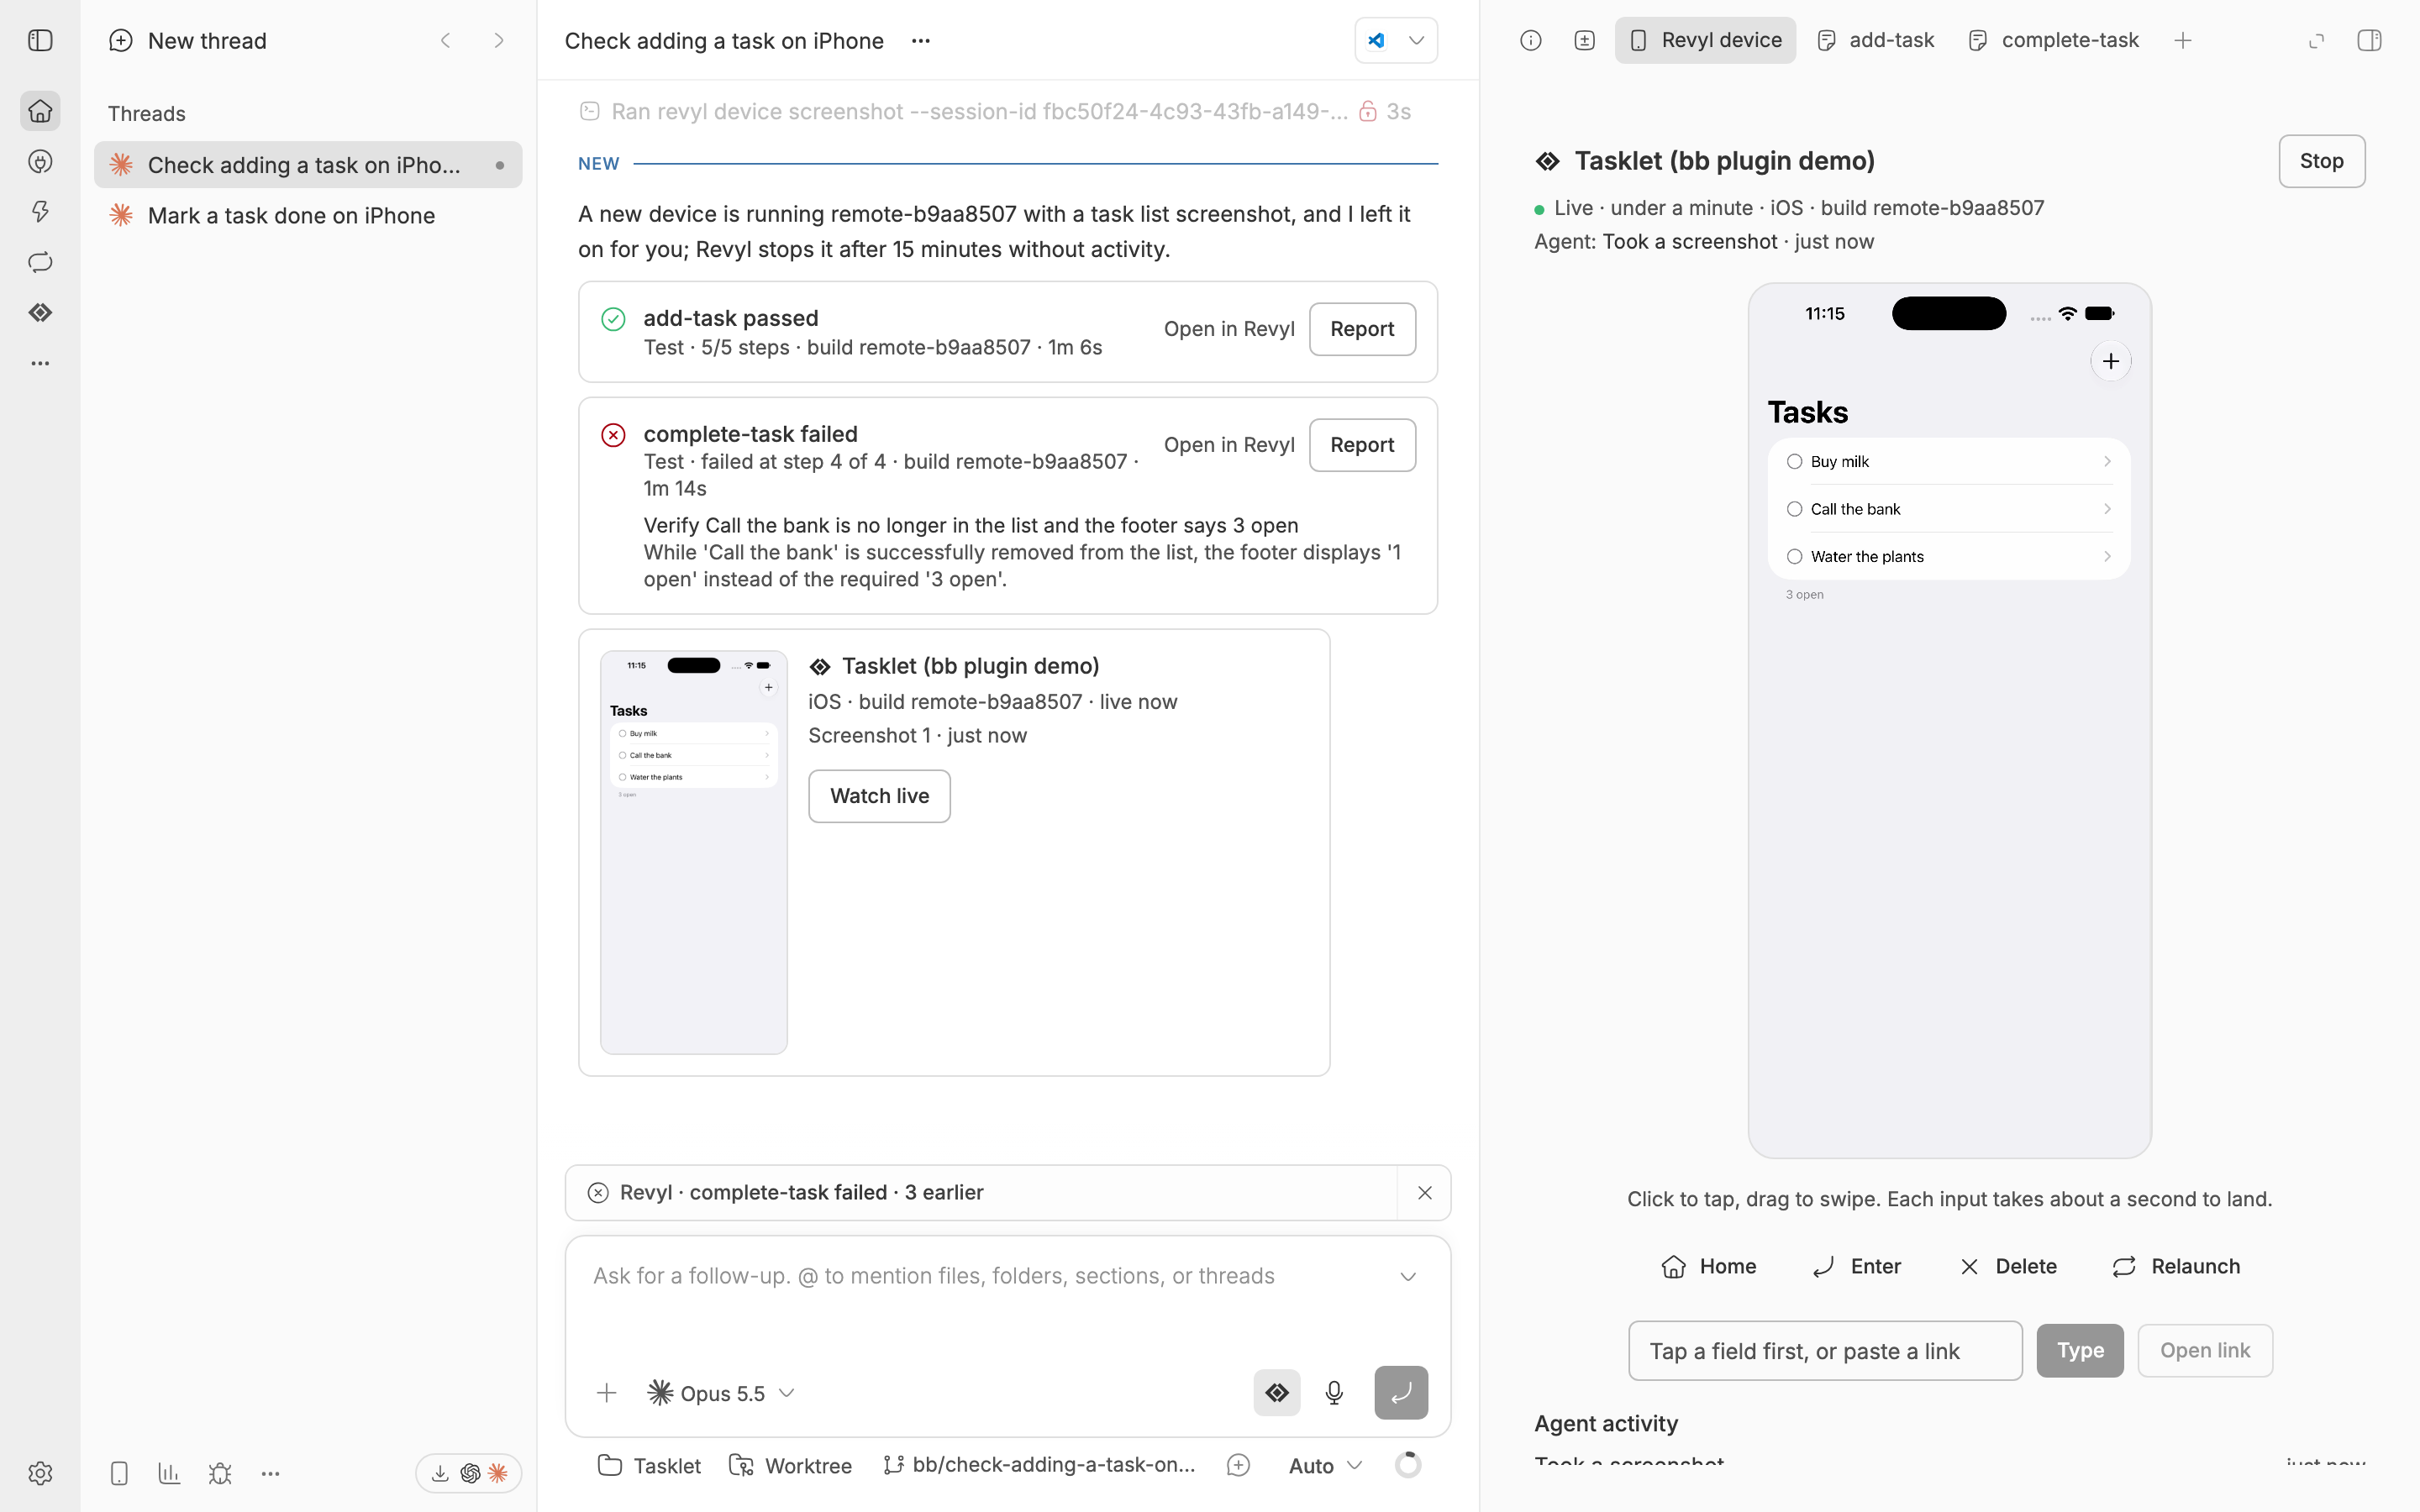 New thread
Threads
Check adding a task on iPho...
Mark a task done on iPhone
Check adding a task on iPhone
Ran revyl device screenshot --session-id fbc50f24-4c93-43fb-a149-... 3s
NEW
A new device is running remote-b9aa8507 with a task list screenshot, and I left it
on for you; Revyl stops it after 15 minutes without activity.
add-task passed
Test · 5/5 steps · build remote-b9aa8507 · 1m 6s
Open in Revyl
Report
complete-task failed
Test · failed at step 4 of 4 · build remote-b9aa8507 ·
1m 14s
Open in Revyl
Report
Verify Call the bank is no longer in the list and the footer says 3 open
While 'Call the bank' is successfully removed from the list, the footer displays '1
open' instead of the required '3 open'.
11:15
Tasks
Buy milk
Call the bank
Water the plants
3 open
Tasklet (bb plugin demo)
iOS · build remote-b9aa8507 · live now
Screenshot 1 · just now
Watch live
Revyl · complete-task failed · 3 earlier
Ask for a follow-up. @ to mention files, folders, sections, or threads
Opus 5.5
Tasklet
Worktree
bb/check-adding-a-task-on...
Auto
Revyl device
add-task
complete-task
Tasklet (bb plugin demo)
Stop
Live · under a minute · iOS · build remote-b9aa8507
Agent: Took a screenshot · just now
11:15
Tasks
Buy milk
Call the bank
Water the plants
3 open
Click to tap, drag to swipe. Each input takes about a second to land.
Home
Enter
Delete
Relaunch
Tap a field first, or paste a link
Type
Open link
Agent activity
Took a screenshot
just now